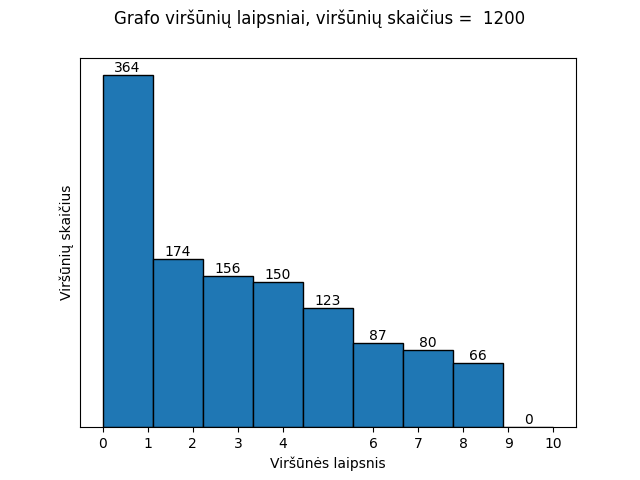 Grafo viršūnių laipsniai, viršūnių skaičius =  1200
Viršūnių skaičius
364
174
156
150
123
87
80
66
0
0 1 2 3 4 6 7 8 9 10
Viršūnės laipsnis